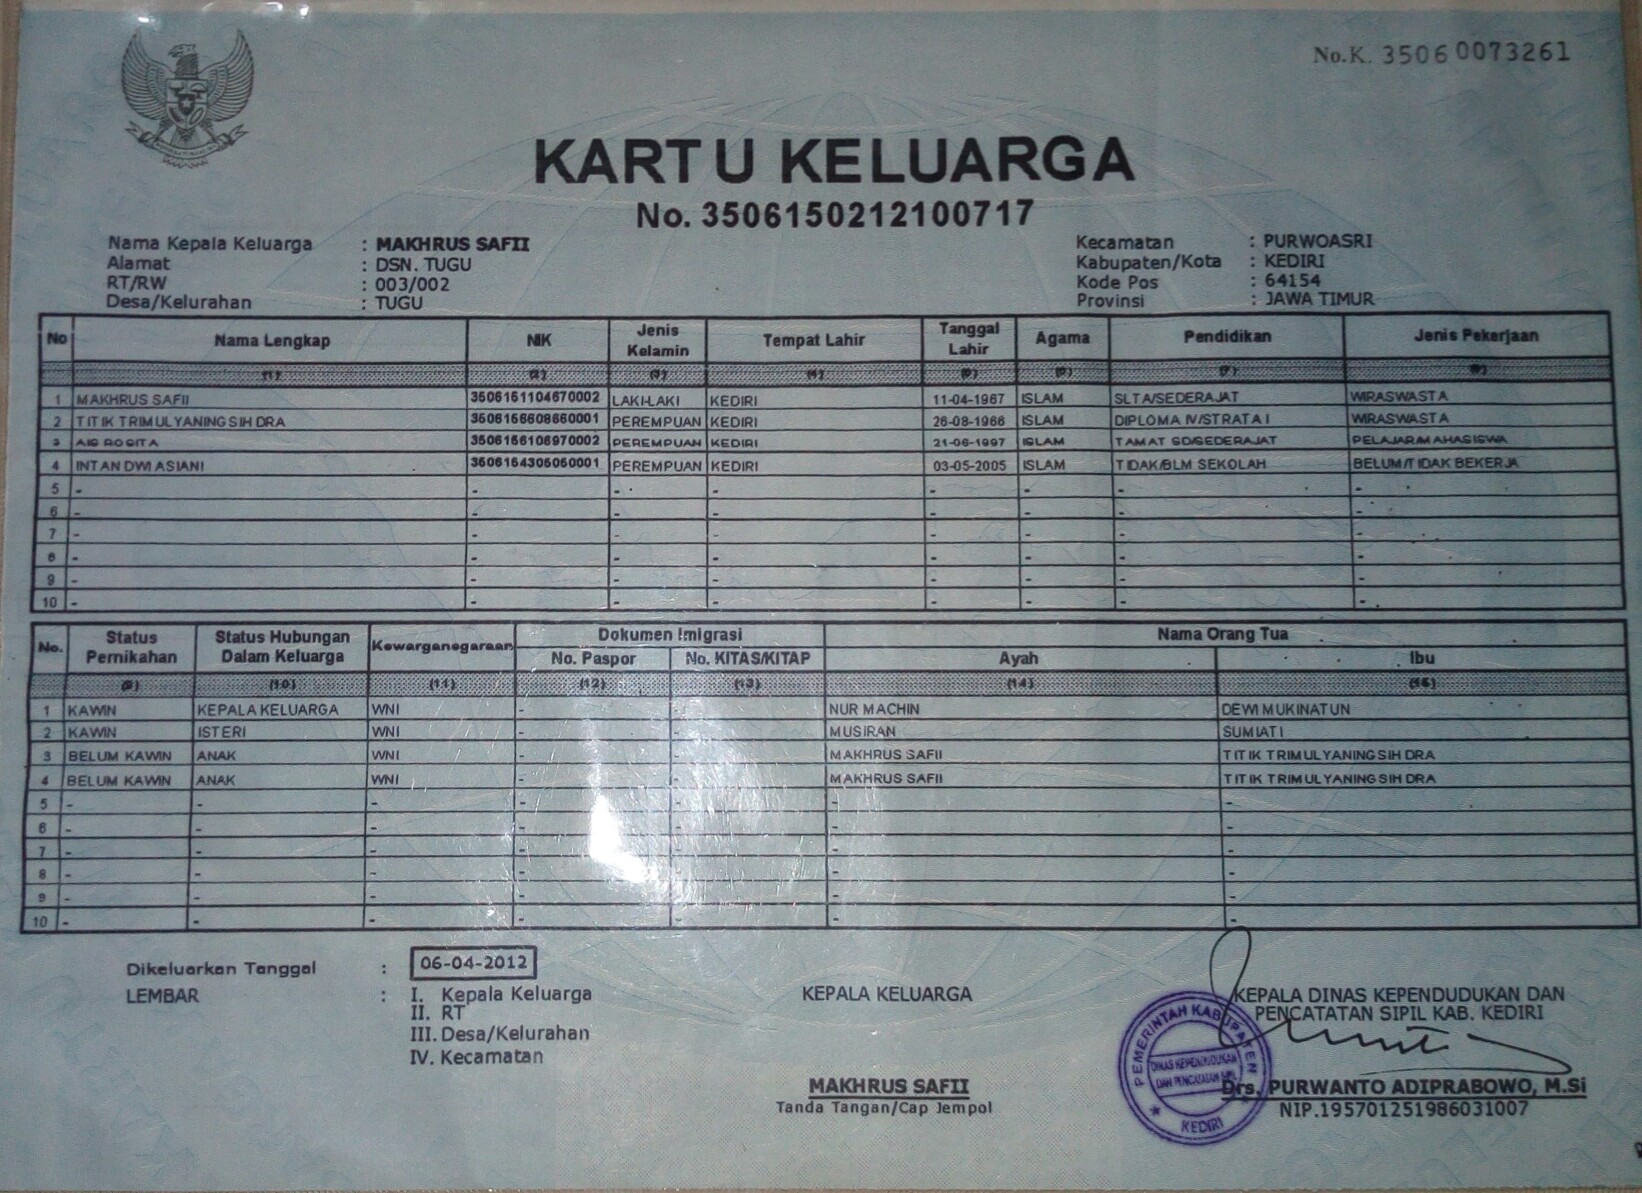 No.K. 35060073261
KARTU KELUARGA
No. 3506150212100717
Nama Kepala Keluarga : MAKHRUS SAFII
Alamat : DSN. TUGU
RT/RW : 003/002
Desa/Kelurahan : TUGU
Kecamatan : PURWOASRI
Kabupaten/Kota : KEDIRI
Kode Pos : 64154
Provinsi : JAWA TIMUR
No Nama Lengkap NIK Jenis Kelamin Tempat Lahir Tanggal Lahir Agama Pendidikan Jenis Pekerjaan
(1) (2) (3) (4) (5) (6) (7) (8)
1 MAKHRUS SAFII 3506151104670002 LAKI-LAKI KEDIRI 11-04-1967 ISLAM SLTA/SEDERAJAT WIRASWASTA
2 TITIK TRIMULYANINGSIH DRA 3506156608660001 PEREMPUAN KEDIRI 26-08-1966 ISLAM DIPLOMA IV/STRATA I WIRASWASTA
3 ROSITA 3506156106970002 PEREMPUAN KEDIRI 21-06-1997 ISLAM TAMAT SD/SEDERAJAT PELAJAR/MAHASISWA
4 INTAN DWI ASIANI 3506154305050001 PEREMPUAN KEDIRI 03-05-2005 ISLAM TIDAK/BLM SEKOLAH BELUM/TIDAK BEKERJA
5 - - - - - - - -
6 - - - - - - - -
7 - - - - - - - -
8 - - - - - - - -
9 - - - - - - - -
10 - - - - - - - -
No. Status Pernikahan Status Hubungan Dalam Keluarga Kewarganegaraan Dokumen Imigrasi Nama Orang Tua
No. Paspor No. KITAS/KITAP Ayah Ibu
(9) (10) (11) (12) (13) (14) (15)
1 KAWIN KEPALA KELUARGA WNI - - NUR MACHIN DEWI MUKINATUN
2 KAWIN ISTERI WNI - - MUSIRAN SUMIATI
3 BELUM KAWIN ANAK WNI - - MAKHRUS SAFII TITIK TRIMULYANINGSIH DRA
4 BELUM KAWIN ANAK WNI - - MAKHRUS SAFII TITIK TRIMULYANINGSIH DRA
5 - - - - - - -
6 - - - - - - -
7 - - - - - - -
8 - - - - - - -
9 - - - - - - -
10 - - - - - - -
Dikeluarkan Tanggal : 06-04-2012
LEMBAR : I. Kepala Keluarga
II. RT
III. Desa/Kelurahan
IV. Kecamatan
KEPALA KELUARGA
MAKHRUS SAFII
Tanda Tangan/Cap Jempol
KEPALA DINAS KEPENDUDUKAN DAN
PENCATATAN SIPIL KAB. KEDIRI
PEMERINTAH KABUPATEN
DINAS KEPENDUDUKAN
DAN PENCATATAN SIPIL
KEDIRI
Drs. PURWANTO ADIPRABOWO, M.Si
NIP.195701251986031007